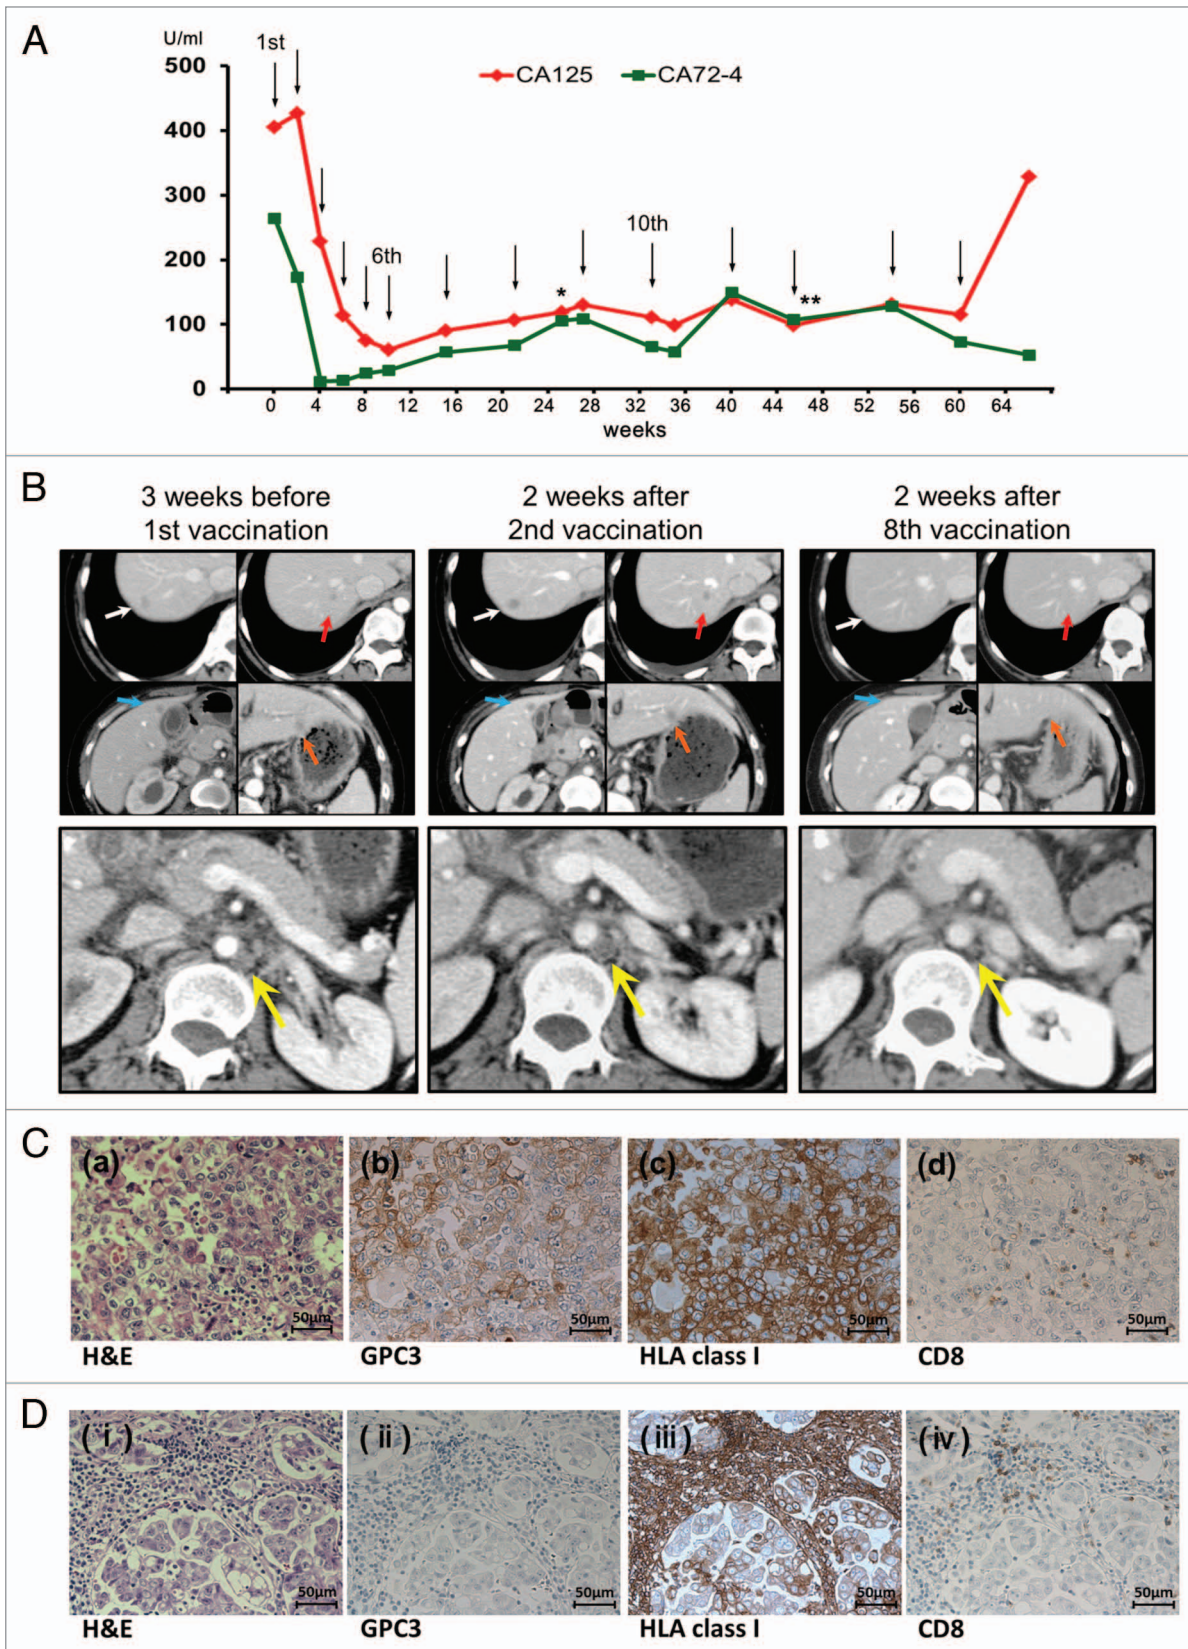 A
U/ml
1st
CA125
CA72-4
500
400
300
200
100
0
6th
10th
*
**
0 4 8 12 16 20 24 28 32 36 40 44 48 52 56 60 64
weeks
B
3 weeks before
1st vaccination
2 weeks after
2nd vaccination
2 weeks after
8th vaccination
C
(a) (b) (c) (d)
50µm 50µm 50µm 50µm
H&E GPC3 HLA class I CD8
D
(i) (ii) (iii) (iv)
50µm 50µm 50µm 50µm
H&E GPC3 HLA class I CD8